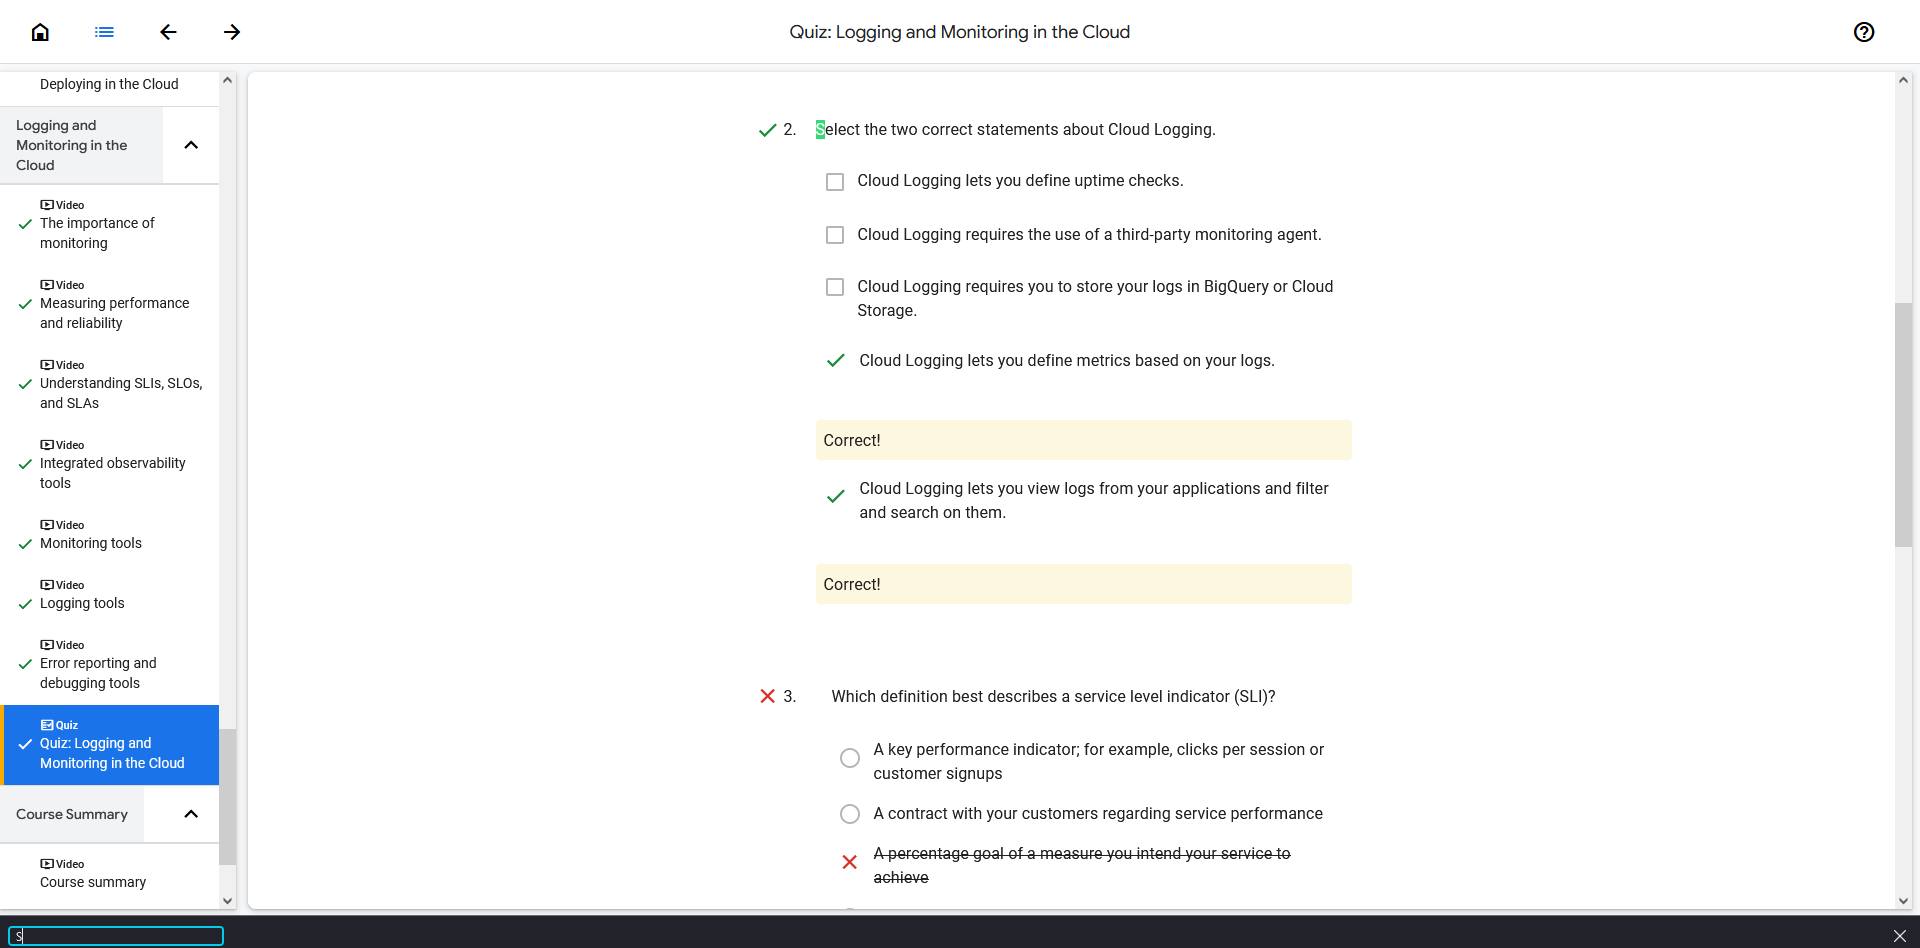 Quiz: Logging and Monitoring in the Cloud
Deploying in the Cloud
Logging and
Monitoring in the
Cloud
Video
The importance of
monitoring
Video
Measuring performance
and reliability
Video
Understanding SLIs, SLOs,
and SLAs
Video
Integrated observability
tools
Video
Monitoring tools
Video
Logging tools
Video
Error reporting and
debugging tools
Quiz
Quiz: Logging and
Monitoring in the Cloud
Course Summary
Video
Course summary
2. Select the two correct statements about Cloud Logging.
Cloud Logging lets you define uptime checks.
Cloud Logging requires the use of a third-party monitoring agent.
Cloud Logging requires you to store your logs in BigQuery or Cloud
Storage.
Cloud Logging lets you define metrics based on your logs.
Correct!
Cloud Logging lets you view logs from your applications and filter
and search on them.
Correct!
3. Which definition best describes a service level indicator (SLI)?
A key performance indicator; for example, clicks per session or
customer signups
A contract with your customers regarding service performance
A percentage goal of a measure you intend your service to
achieve
S